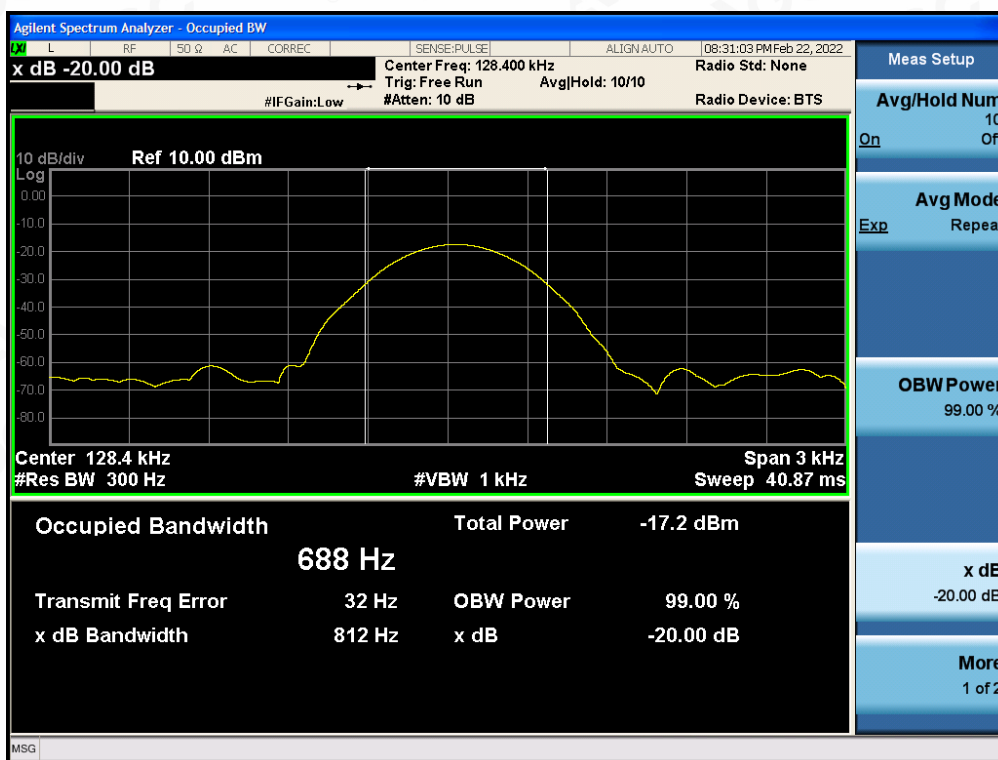 Agilent Spectrum Analyzer - Occupied BW
LXI L RF 50 Ω AC CORREC SENSE:PULSE ALIGN AUTO 08:31:03 PM Feb 22, 2022
x dB -20.00 dB Center Freq: 128.400 kHz Radio Std: None
Trig: Free Run Avg|Hold: 10/10
#IFGain:Low #Atten: 10 dB Radio Device: BTS
10 dB/div Ref 10.00 dBm
Log
0.00
-10.0
-20.0
-30.0
-40.0
-50.0
-60.0
-70.0
-80.0
Center 128.4 kHz Span 3 kHz
#Res BW 300 Hz #VBW 1 kHz Sweep 40.87 ms
Occupied Bandwidth Total Power -17.2 dBm
688 Hz
Transmit Freq Error 32 Hz OBW Power 99.00 %
x dB Bandwidth 812 Hz x dB -20.00 dB
MSG
Meas Setup
Avg/Hold Num
10
On Of
Avg Mode
Exp Repea
OBW Power
99.00 %
x dB
-20.00 dB
More
1 of 2